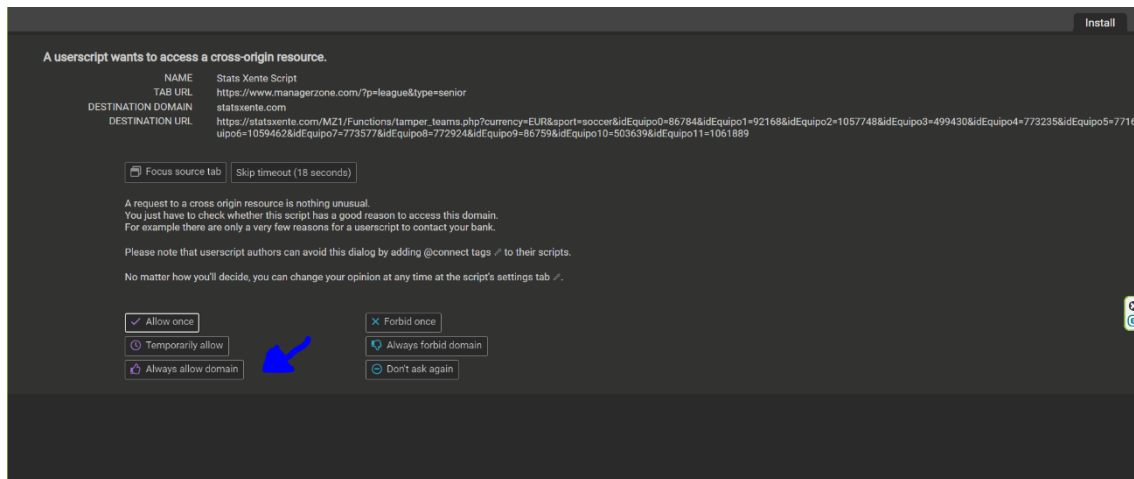 Install
A userscript wants to access a cross-origin resource.
NAME Stats Xente Script
TAB URL https://www.managerzone.com/?p=league&type=senior
DESTINATION DOMAIN statsxente.com
DESTINATION URL https://statsxente.com/MZ1/Functions/tamper_teams.php?currency=EUR&sport=soccer&idEquipo0=86784&idEquipo1=92168&idEquipo2=1057748&idEquipo3=499430&idEquipo4=773235&idEquipo5=7716
uipo6=1059462&idEquipo7=773577&idEquipo8=772924&idEquipo9=86759&idEquipo10=503639&idEquipo11=1061889
Focus source tab Skip timeout (18 seconds)
A request to a cross origin resource is nothing unusual.
You just have to check whether this script has a good reason to access this domain.
For example there are only a very few reasons for a userscript to contact your bank.
Please note that userscript authors can avoid this dialog by adding @connect tags to their scripts.
No matter how you'll decide, you can change your opinion at any time at the script's settings tab .
Allow once Forbid once
Temporarily allow Always forbid domain
Always allow domain Don't ask again